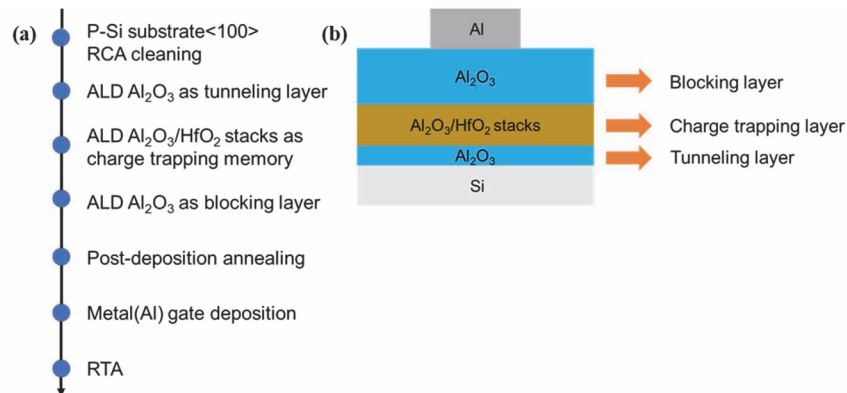 (a)
P-Si substrate<100>
RCA cleaning
ALD Al₂O₃ as tunneling layer
ALD Al₂O₃/HfO₂ stacks as
charge trapping memory
ALD Al₂O₃ as blocking layer
Post-deposition annealing
Metal(Al) gate deposition
RTA
(b)
Al
Al₂O₃
Blocking layer
Al₂O₃/HfO₂ stacks
Charge trapping layer
Al₂O₃
Tunneling layer
Si